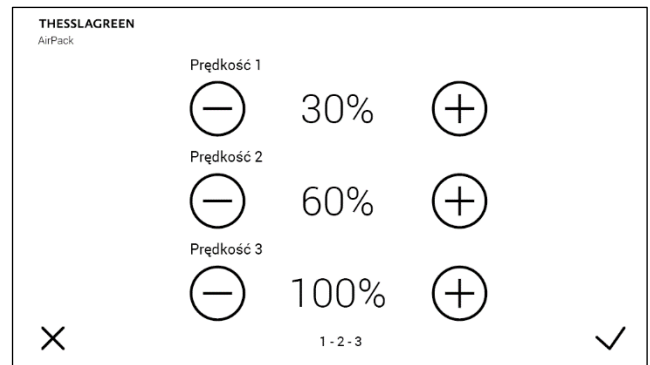 THESSLAGREEN
AirPack
Prędkość 1
30%
Prędkość 2
60%
Prędkość 3
100%
1 - 2 - 3